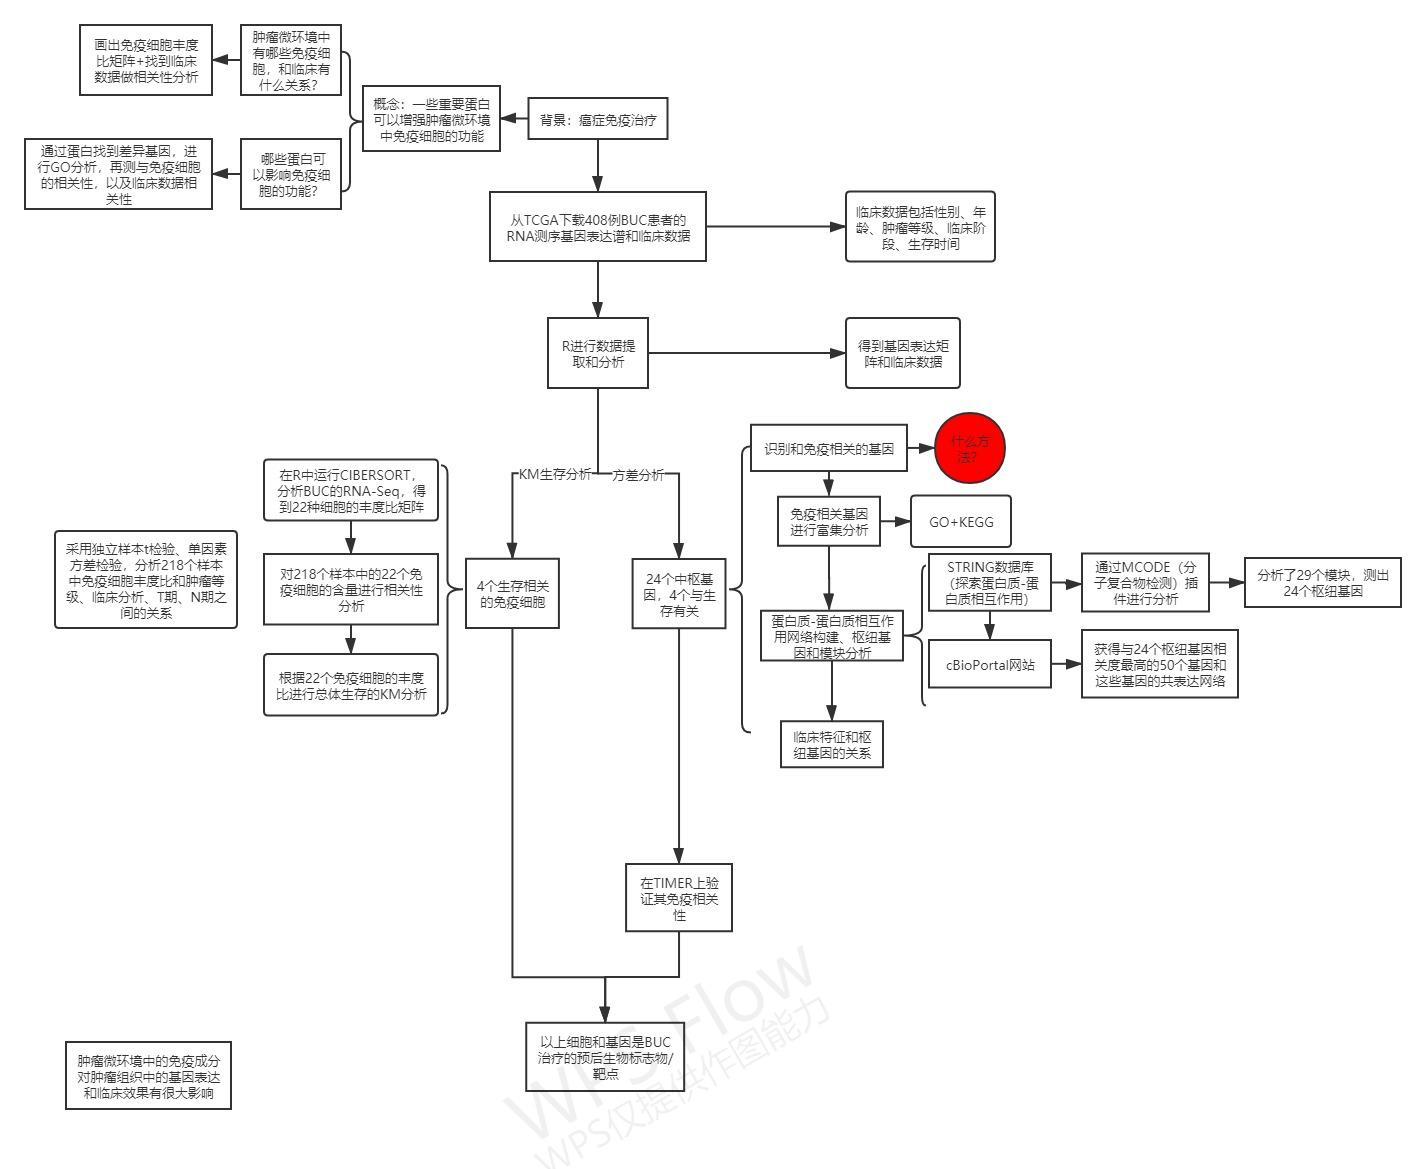 画出免疫细胞丰度
比矩阵+找到临床
数据做相关性分析
肿瘤微环境中
有哪些免疫细
胞，和临床有
什么关系？
概念：一些重要蛋白
可以增强肿瘤微环境
中免疫细胞的功能
背景：癌症免疫治疗
通过蛋白找到差异基因，进
行GO分析，再测与免疫细胞
的相关性，以及临床数据相
关性
哪些蛋白可
以影响免疫细
胞的功能？
从TCGA下载408例BUC患者的
RNA测序基因表达谱和临床数据
临床数据包括性别、年
龄、肿瘤等级、临床阶
段、生存时间
R进行数据提
取和分析
得到基因表达矩
阵和临床数据
KM生存分析
方差分析
识别和免疫相关的基因
什么方
法？
在R中运行CIBERSORT，
分析BUC的RNA-Seq，得
到22种细胞的丰度比矩阵
免疫相关基因
进行富集分析
GO+KEGG
采用独立样本t检验、单因素
方差检验，分析218个样本
中免疫细胞丰度比和肿瘤等
级、临床分析、T期、N期之
间的关系
对218个样本中的22个免
疫细胞的含量进行相关性
分析
4个生存相关
的免疫细胞
24个中枢基
因，4个与生
存有关
STRING数据库
（探索蛋白质-蛋
白质相互作用）
通过MCODE（分
子复合物检测）插
件进行分析
分析了29个模块，测出
24个枢纽基因
蛋白质-蛋白质相互作
用网络构建、枢纽基
因和模块分析
cBioPortal网站
获得与24个枢纽基因相
关度最高的50个基因和
这些基因的共表达网络
根据22个免疫细胞的丰度
比进行总体生存的KM分析
临床特征和枢
纽基因的关系
在TIMER上验
证其免疫相关
性
以上细胞和基因是BUC
治疗的预后生物标志物/
靶点
肿瘤微环境中的免疫成分
对肿瘤组织中的基因表达
和临床效果有很大影响
WPS Flow
WPS仅提供作图能力